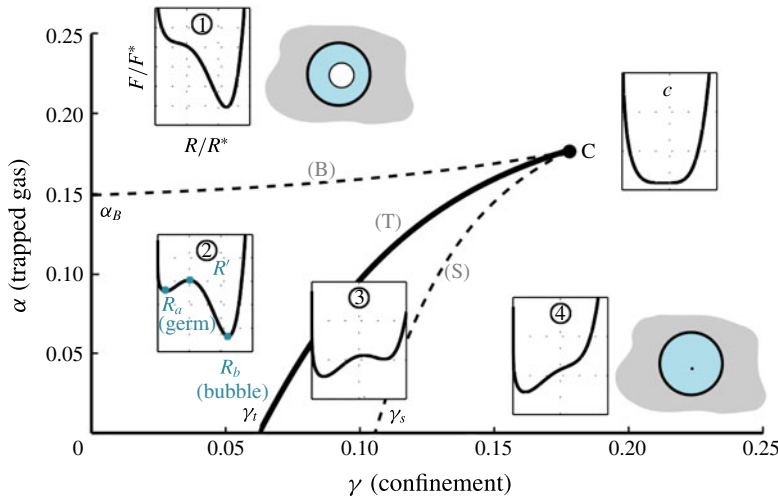 0.25
0.20
0.15
0.10
0.05
α (trapped gas)
0
0.05
0.10
0.15
0.20
0.25
γ (confinement)
1
F/F*
R/R*
c
C
(B)
α_B
(T)
(S)
2
R′
R_a
(germ)
R_b
(bubble)
3
4
γ_t
γ_s